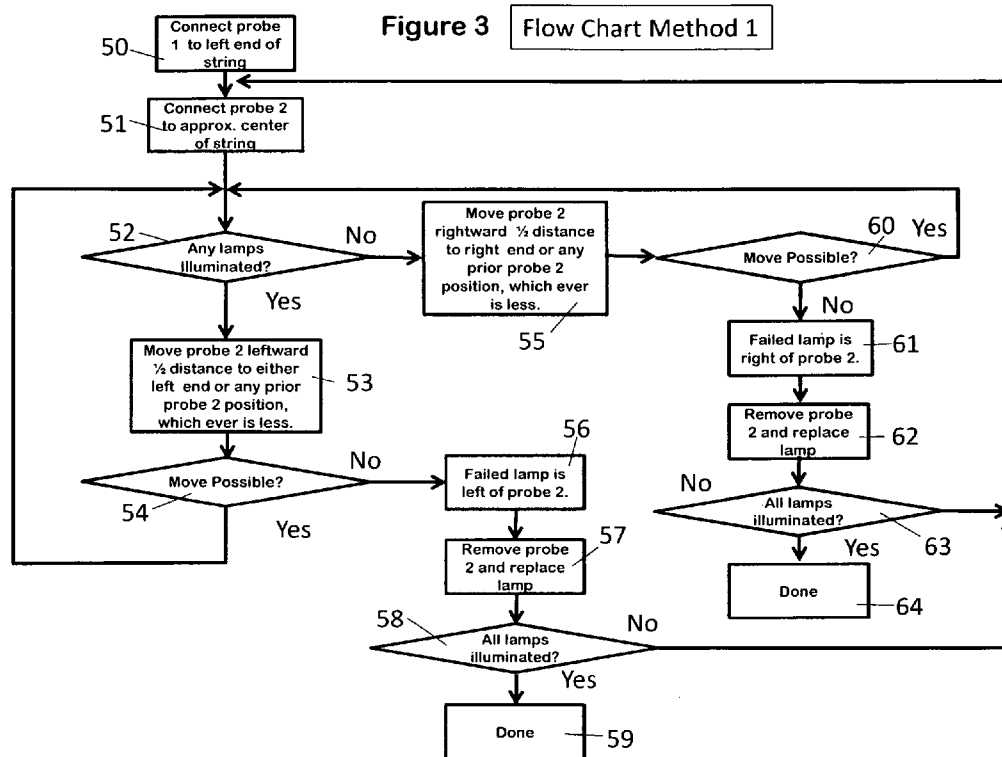 Figure 3
Flow Chart Method 1
50
Connect probe
1 to left end of
string
51
Connect probe 2
to approx. center
of string
52
Any lamps
illuminated?
No
Yes
Move probe 2
rightward ½ distance
to right end or any
prior probe 2
position,
which ever
is less.
55
Move Possible?
60
Yes
No
Failed lamp is
right of probe 2.
61
Remove probe
2 and replace
lamp
62
No
All lamps
illuminated?
63
Yes
Done
64
Move probe 2 leftward
½ distance to either
left end or any prior
probe 2 position,
which ever is less.
53
Move Possible?
54
No
Yes
56
Failed lamp is
left of probe 2.
57
Remove probe
2 and replace
lamp
58
All lamps
illuminated?
No
Yes
Done
59